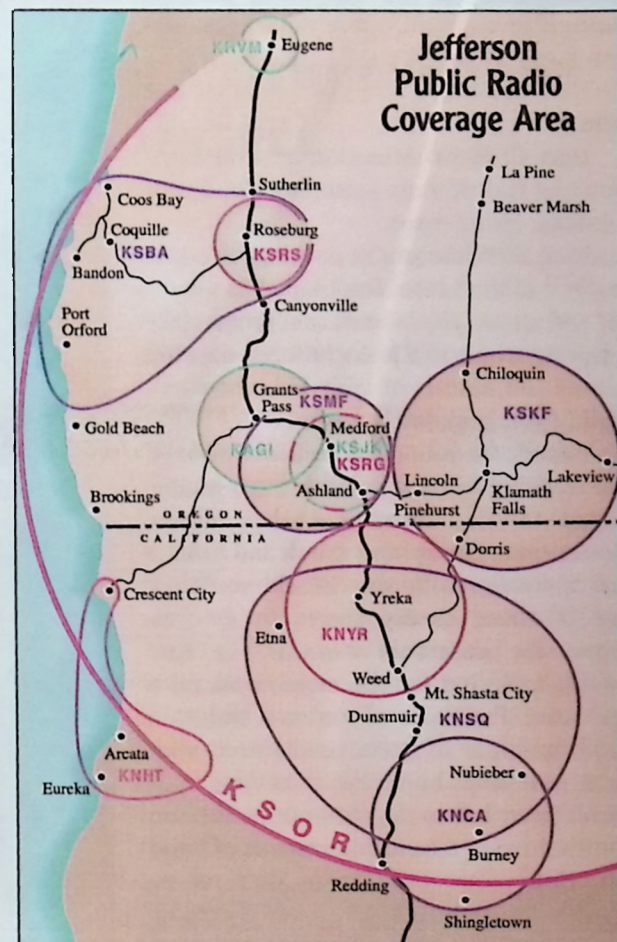 Jefferson
Public Radio
Coverage Area
KRVM
Eugene
La Pine
Beaver Marsh
Sutherlin
Coos Bay
Coquille
KSBA
Bandon
Roseburg
KSRS
Canyonville
Port
Orford
Chiloquin
Grants
Pass
KSMF
KSKF
Gold Beach
Medford
KAGI
KSJK
KSRG
Lakeview
Ashland
Lincoln
Pinehurst
Klamath
Falls
Brookings
OREGON
CALIFORNIA
Dorris
Crescent City
Yreka
Etna
KNYR
Weed
Mt. Shasta City
Dunsmuir
KNSQ
Arcata
KNHT
Eureka
Nubieber
KSOR
KNCA
Burney
Redding
Shingletown